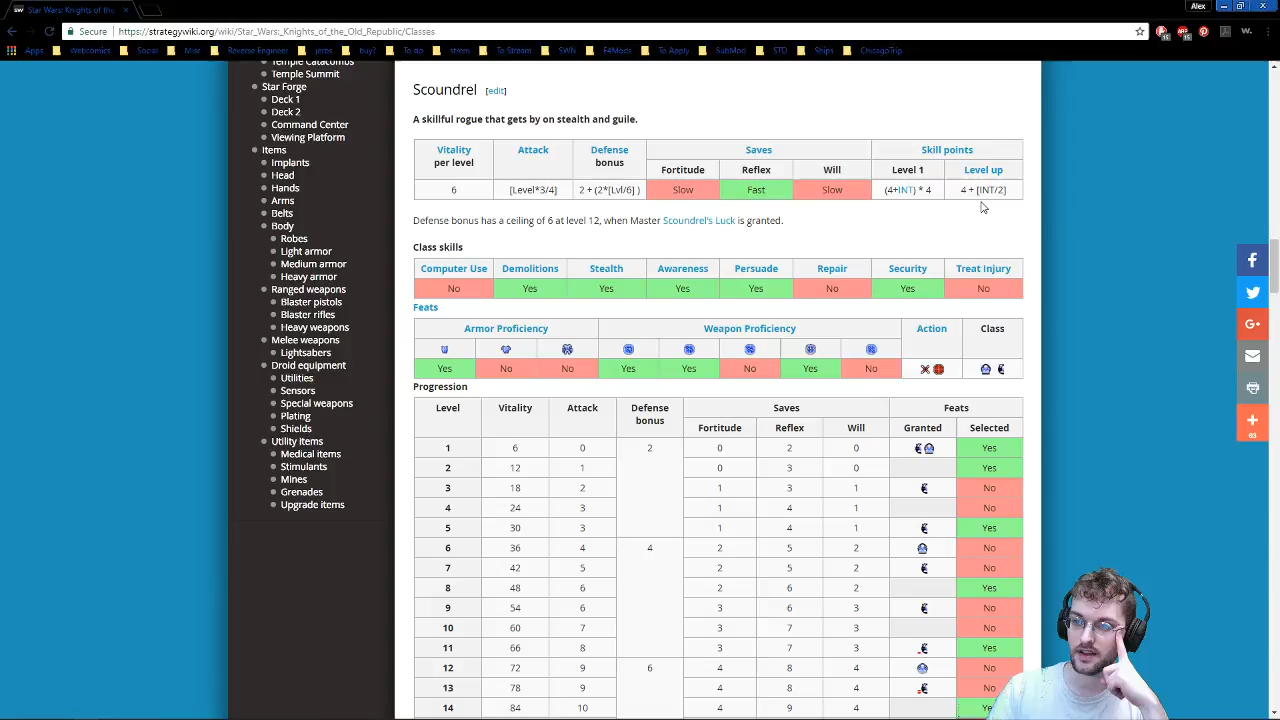 Star Wars: Knights of the
Alex
Secure
https://strategywiki.org/wiki/Star_Wars:_Knights_of_the_Old_Republic/Classes
Apps Webcomics Social Misc Reverse Engineer jerbs buy? To do strem To Stream SWN F4Mods To Apply SubMod STO Ships ChicagoTrip
Temple Catacombs
Temple Summit
Star Forge
Deck 1
Deck 2
Command Center
Viewing Platform
Items
Implants
Head
Hands
Arms
Belts
Body
Robes
Light armor
Medium armor
Heavy armor
Ranged weapons
Blaster pistols
Blaster rifles
Heavy weapons
Melee weapons
Lightsabers
Droid equipment
Utilities
Sensors
Special weapons
Plating
Shields
Utility items
Medical items
Stimulants
Mines
Grenades
Upgrade items
Scoundrel [edit]
A skillful rogue that gets by on stealth and guile.
Vitality per level Attack Defense bonus Saves Skill points
Fortitude Reflex Will Level 1 Level up
6 [Level*3/4] 2 + (2*[Lvl/6] ) Slow Fast Slow (4+INT) * 4 4 + [INT/2]
Defense bonus has a ceiling of 6 at level 12, when Master Scoundrel's Luck is granted.
Class skills
Computer Use Demolitions Stealth Awareness Persuade Repair Security Treat Injury
No Yes Yes Yes Yes No Yes No
Feats
Armor Proficiency Weapon Proficiency Action Class
Yes No No Yes Yes No Yes No
Progression
Level Vitality Attack Defense bonus Saves Feats
Fortitude Reflex Will Granted Selected
1 6 0 2 0 2 0 Yes
2 12 1 0 3 0 Yes
3 18 2 1 3 1 No
4 24 3 1 4 1 No
5 30 3 1 4 1 Yes
6 36 4 4 2 5 2 No
7 42 5 2 5 2 No
8 48 6 2 6 2 Yes
9 54 6 3 6 3 No
10 60 7 3 7 3 No
11 66 8 3 7 3 Yes
12 72 9 6 4 8 4 No
13 78 9 4 8 4 No
14 84 10 4 9 4 Yes
63